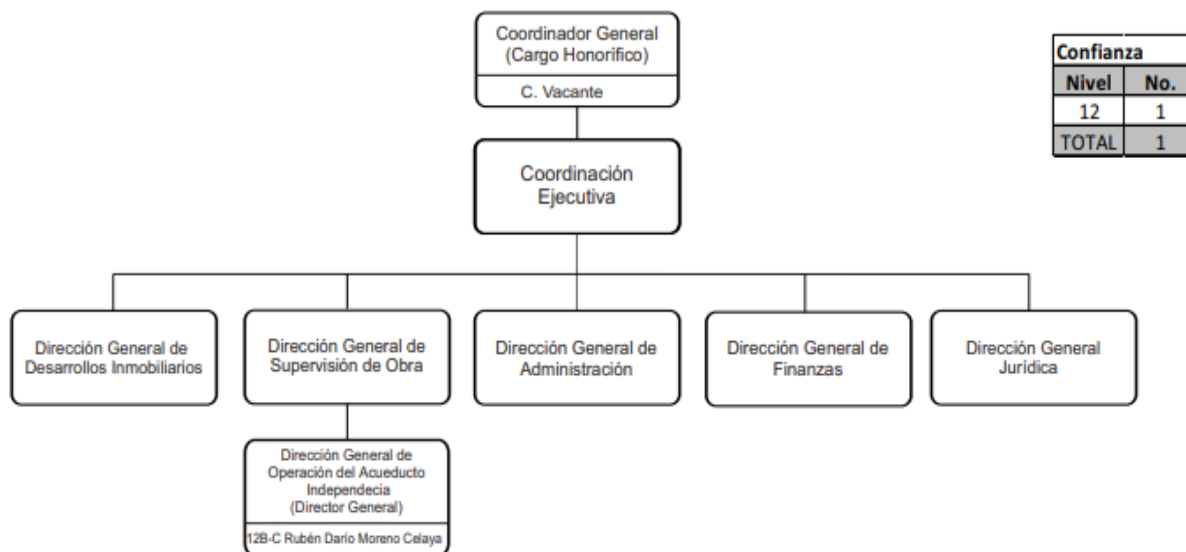 Coordinador General
(Cargo Honorífico)
C. Vacante
Confianza
Nivel No.
12 1
TOTAL 1
Coordinación
Ejecutiva
Dirección General de
Desarrollos Inmobiliarios
Dirección General de
Supervisión de Obra
Dirección General de
Administración
Dirección General de
Finanzas
Dirección General
Jurídica
Dirección General de
Operación del Acueducto
Independecia
(Director General)
12B-C Rubén Darío Moreno Celaya